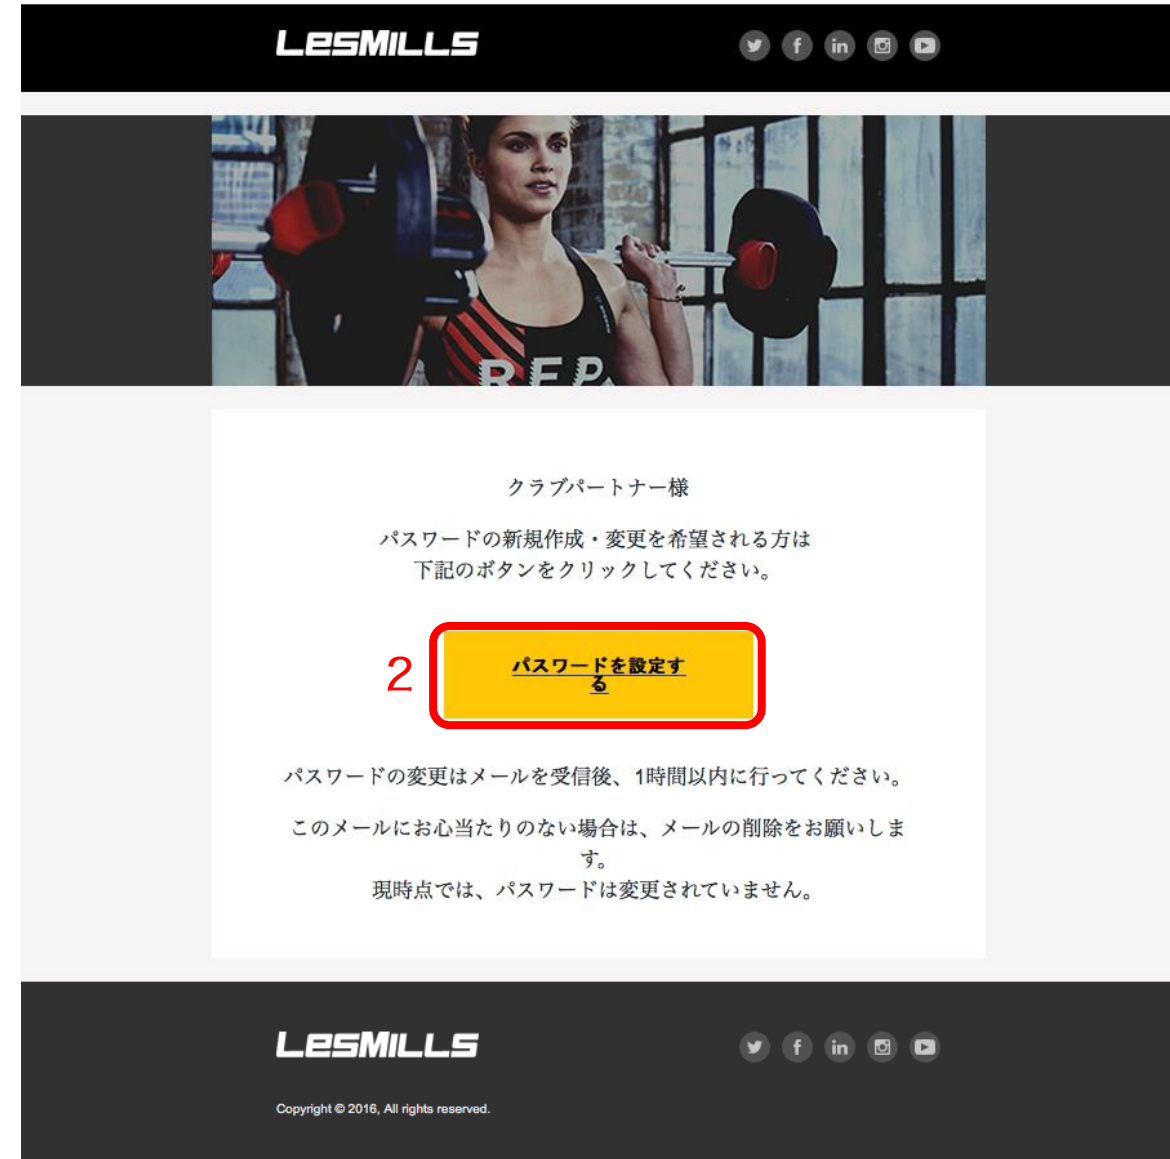 LESMILLS
REP
クラブパートナー様
パスワードの新規作成・変更を希望される方は
下記のボタンをクリックしてください。
2
パスワードを設定す
る
パスワードの変更はメールを受信後、1時間以内に行ってください。
このメールにお心当たりのない場合は、メールの削除をお願いしま
す。
現時点では、パスワードは変更されていません。
LESMILLS
Copyright © 2016, All rights reserved.